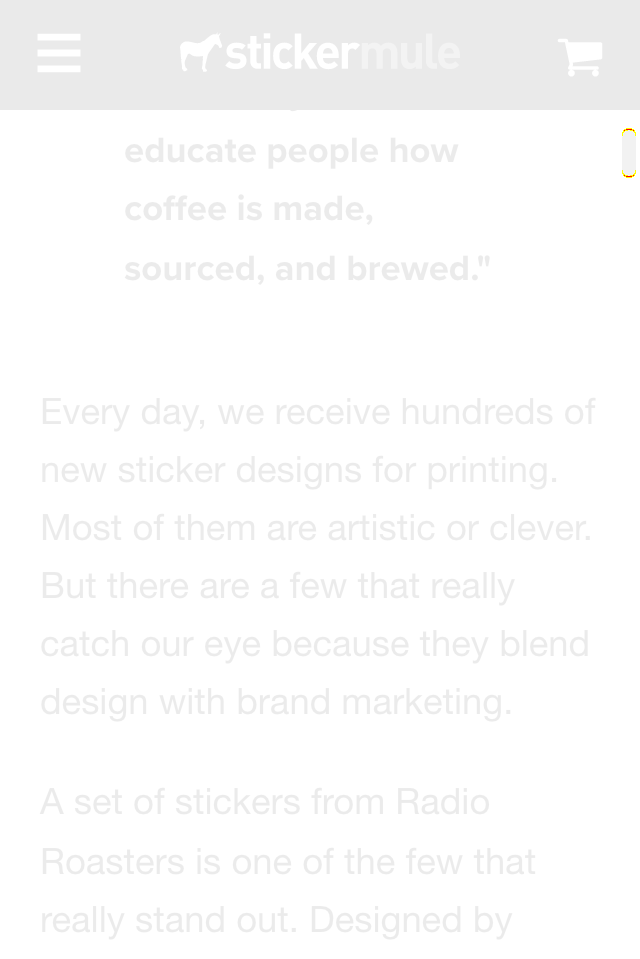 stickermule
educate people how
coffee is made,
sourced, and brewed."
Every day, we receive hundreds of
new sticker designs for printing.
Most of them are artistic or clever.
But there are a few that really
catch our eye because they blend
design with brand marketing.
A set of stickers from Radio
Roasters is one of the few that
really stand out. Designed by